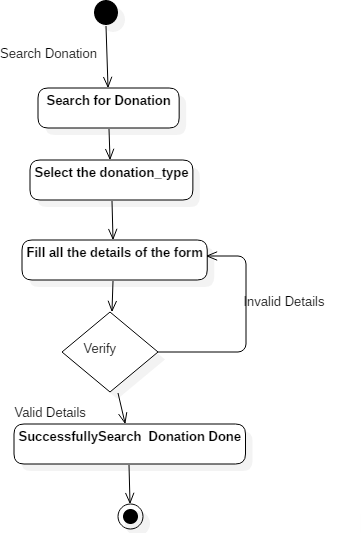 Search Donation
Search for Donation
Select the donation_type
Fill all the details of the form
Invalid Details
Verify
Valid Details
SuccessfullySearch  Donation Done